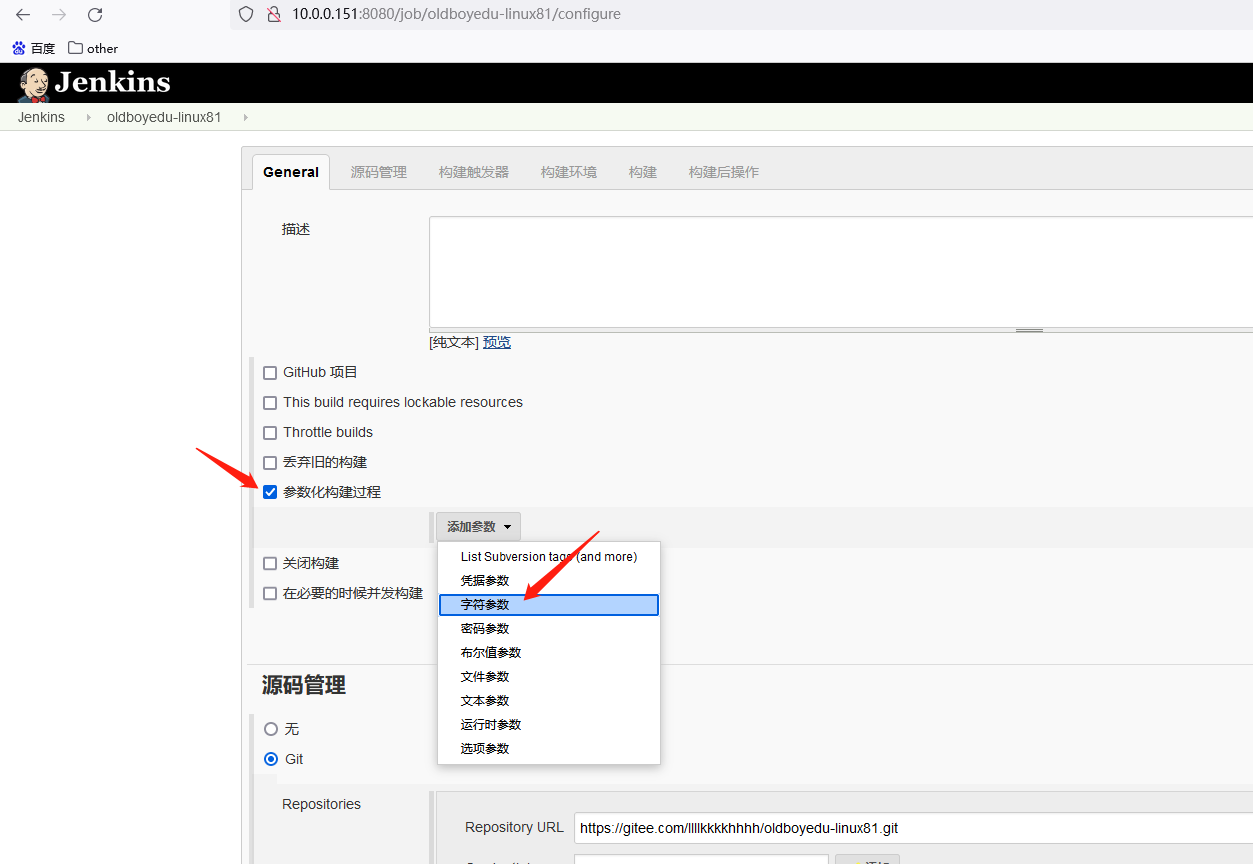 10.0.0.151:8080/job/oldboyedu-linux81/configure
百度 other
Jenkins
Jenkins oldboyedu-linux81
General 源码管理 构建触发器 构建环境 构建 构建后操作
描述
[纯文本] 预览
GitHub 项目
This build requires lockable resources
Throttle builds
丢弃旧的构建
参数化构建过程
添加参数
List Subversion tags (and more)
关闭构建
凭据参数
在必要的时候并发构建
字符参数
密码参数
布尔值参数
文件参数
源码管理
文本参数
无
运行时参数
选项参数
Git
Repositories
Repository URL https://gitee.com/llllkkkkhhhh/oldboyedu-linux81.git